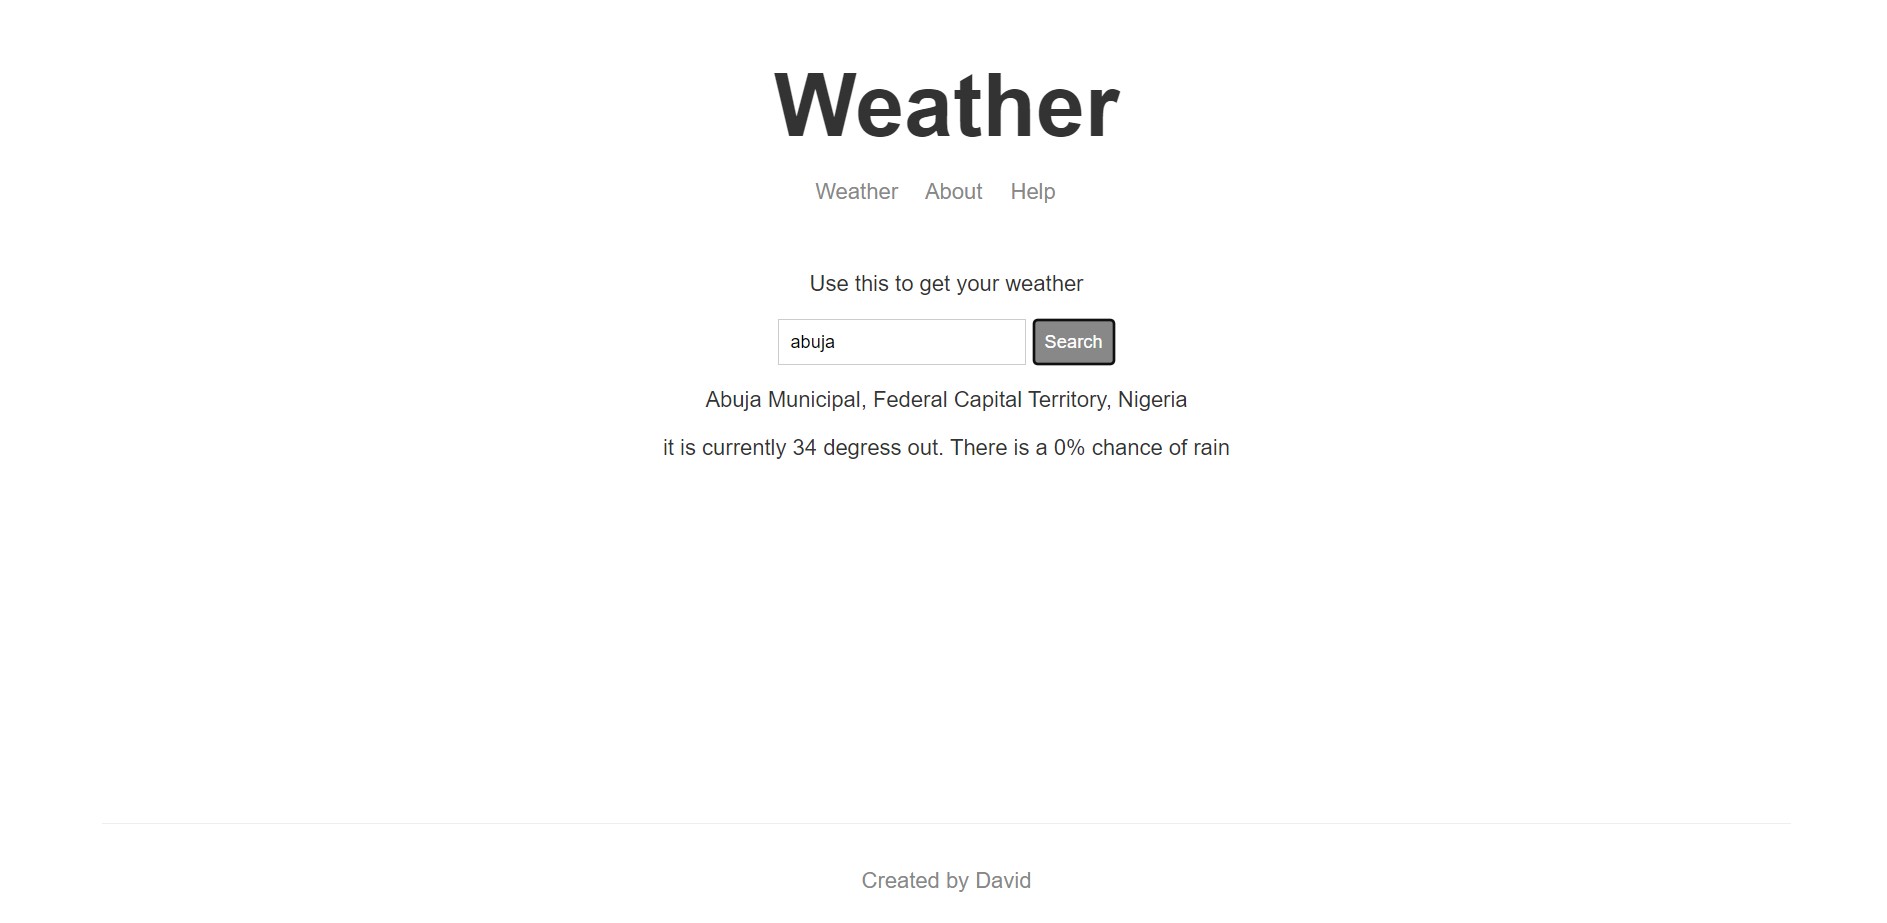 Weather
Weather About Help
Use this to get your weather
abuja Search
Abuja Municipal, Federal Capital Territory, Nigeria
it is currently 34 degress out. There is a 0% chance of rain
Created by David